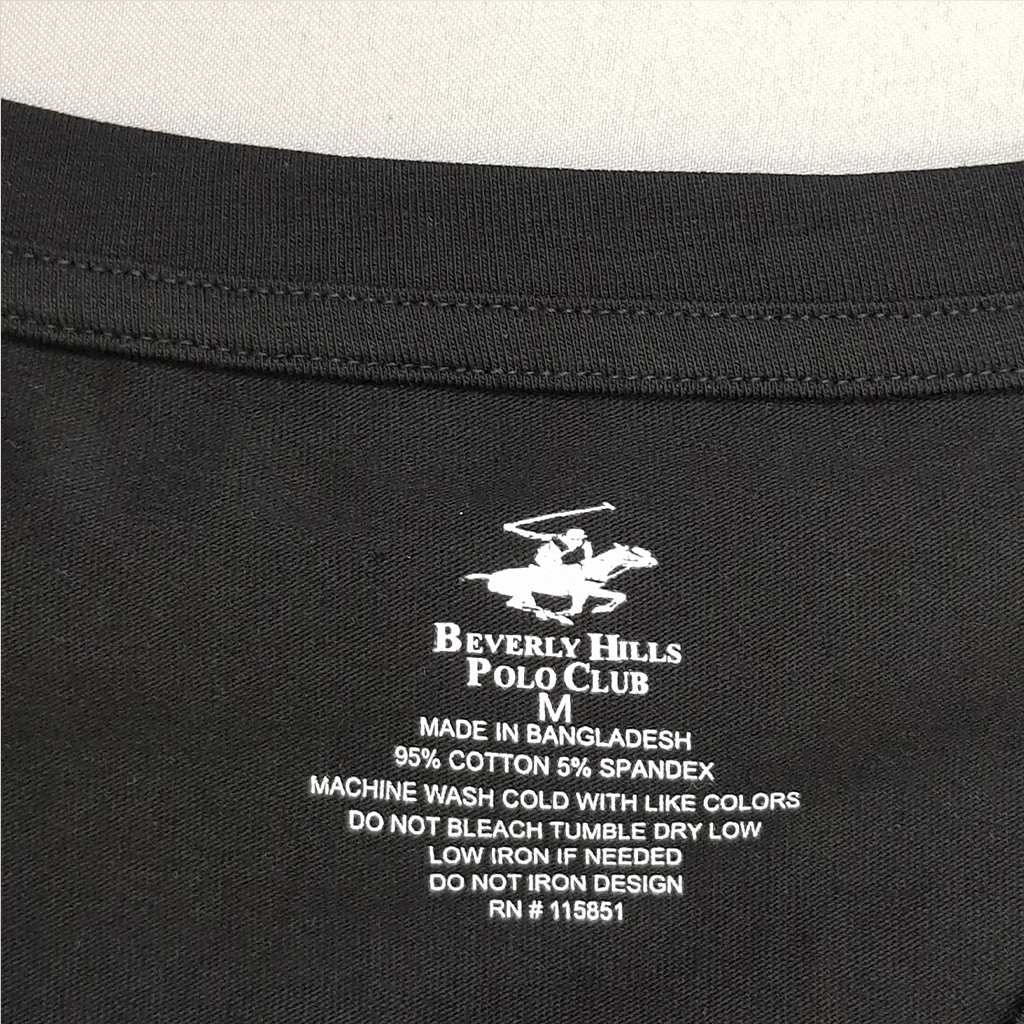 BEVERLY HILLS
POLO CLUB
M
MADE IN BANGLADESH
95% COTTON 5% SPANDEX
MACHINE WASH COLD WITH LIKE COLORS
DO NOT BLEACH TUMBLE DRY LOW
LOW IRON IF NEEDED
DO NOT IRON DESIGN
RN # 115851